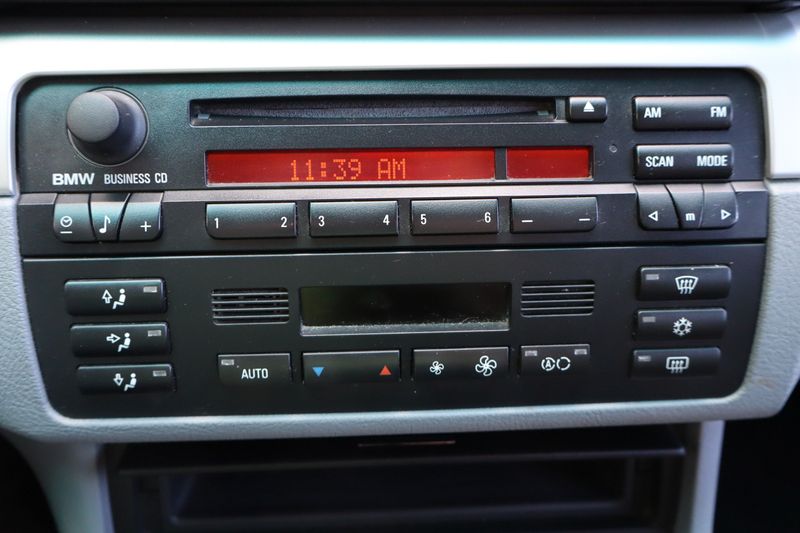 AM FM
11:39 AM
SCAN MODE
BMW BUSINESS CD
1 2 3 4 5 6 m
AUTO
A